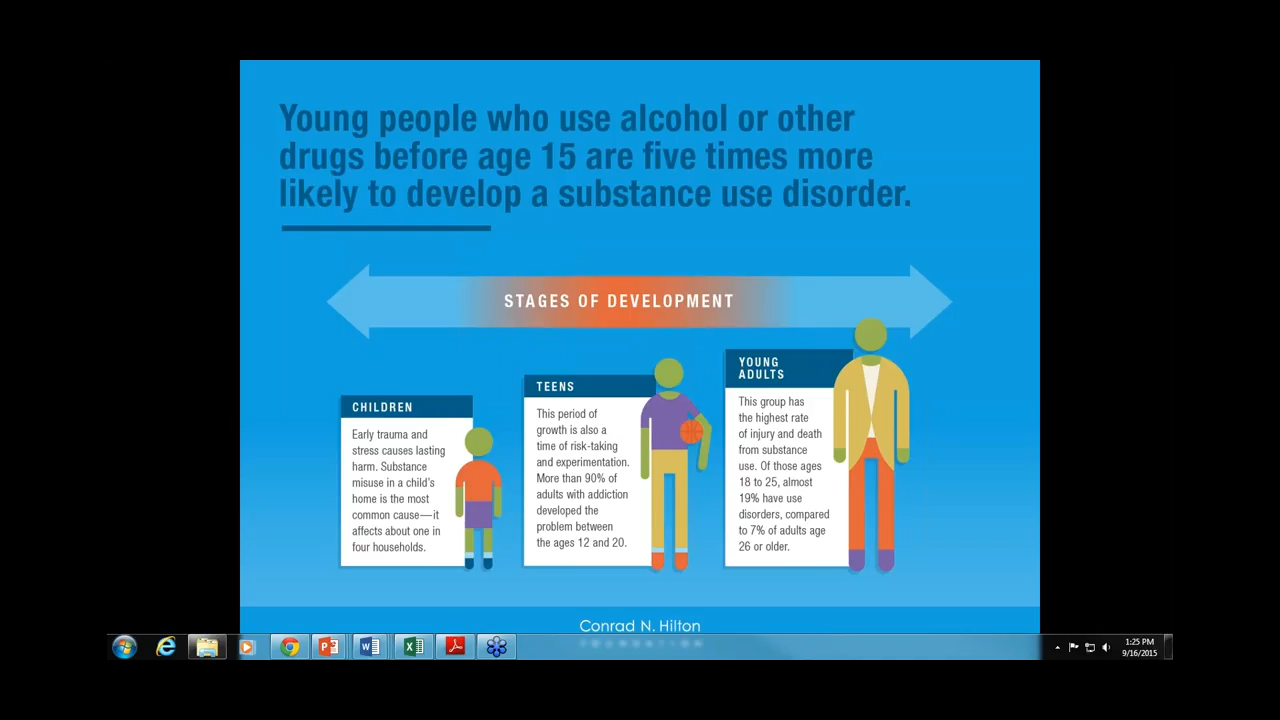 Young people who use alcohol or other
drugs before age 15 are five times more
likely to develop a substance use disorder.
STAGES OF DEVELOPMENT
CHILDREN
Early trauma and
stress causes lasting
harm. Substance
misuse in a child's
home is the most
common cause—it
affects about one in
four households.
TEENS
This period of
growth is also a
time of risk-taking
and experimentation.
More than 90% of
adults with addiction
developed the
problem between
the ages 12 and 20.
YOUNG
ADULTS
This group has
the highest rate
of injury and death
from substance
use. Of those ages
18 to 25, almost
19% have use
disorders, compared
to 7% of adults age
26 or older.
Conrad N. Hilton
1:25 PM
9/16/2015